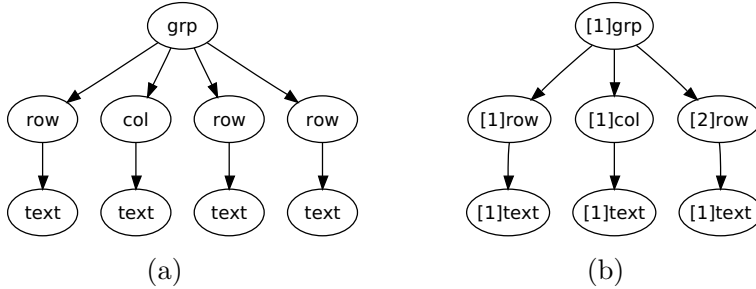 grp [1]grp
row col row row [1]row [1]col [2]row
text text text text [1]text [1]text [1]text
(a) (b)